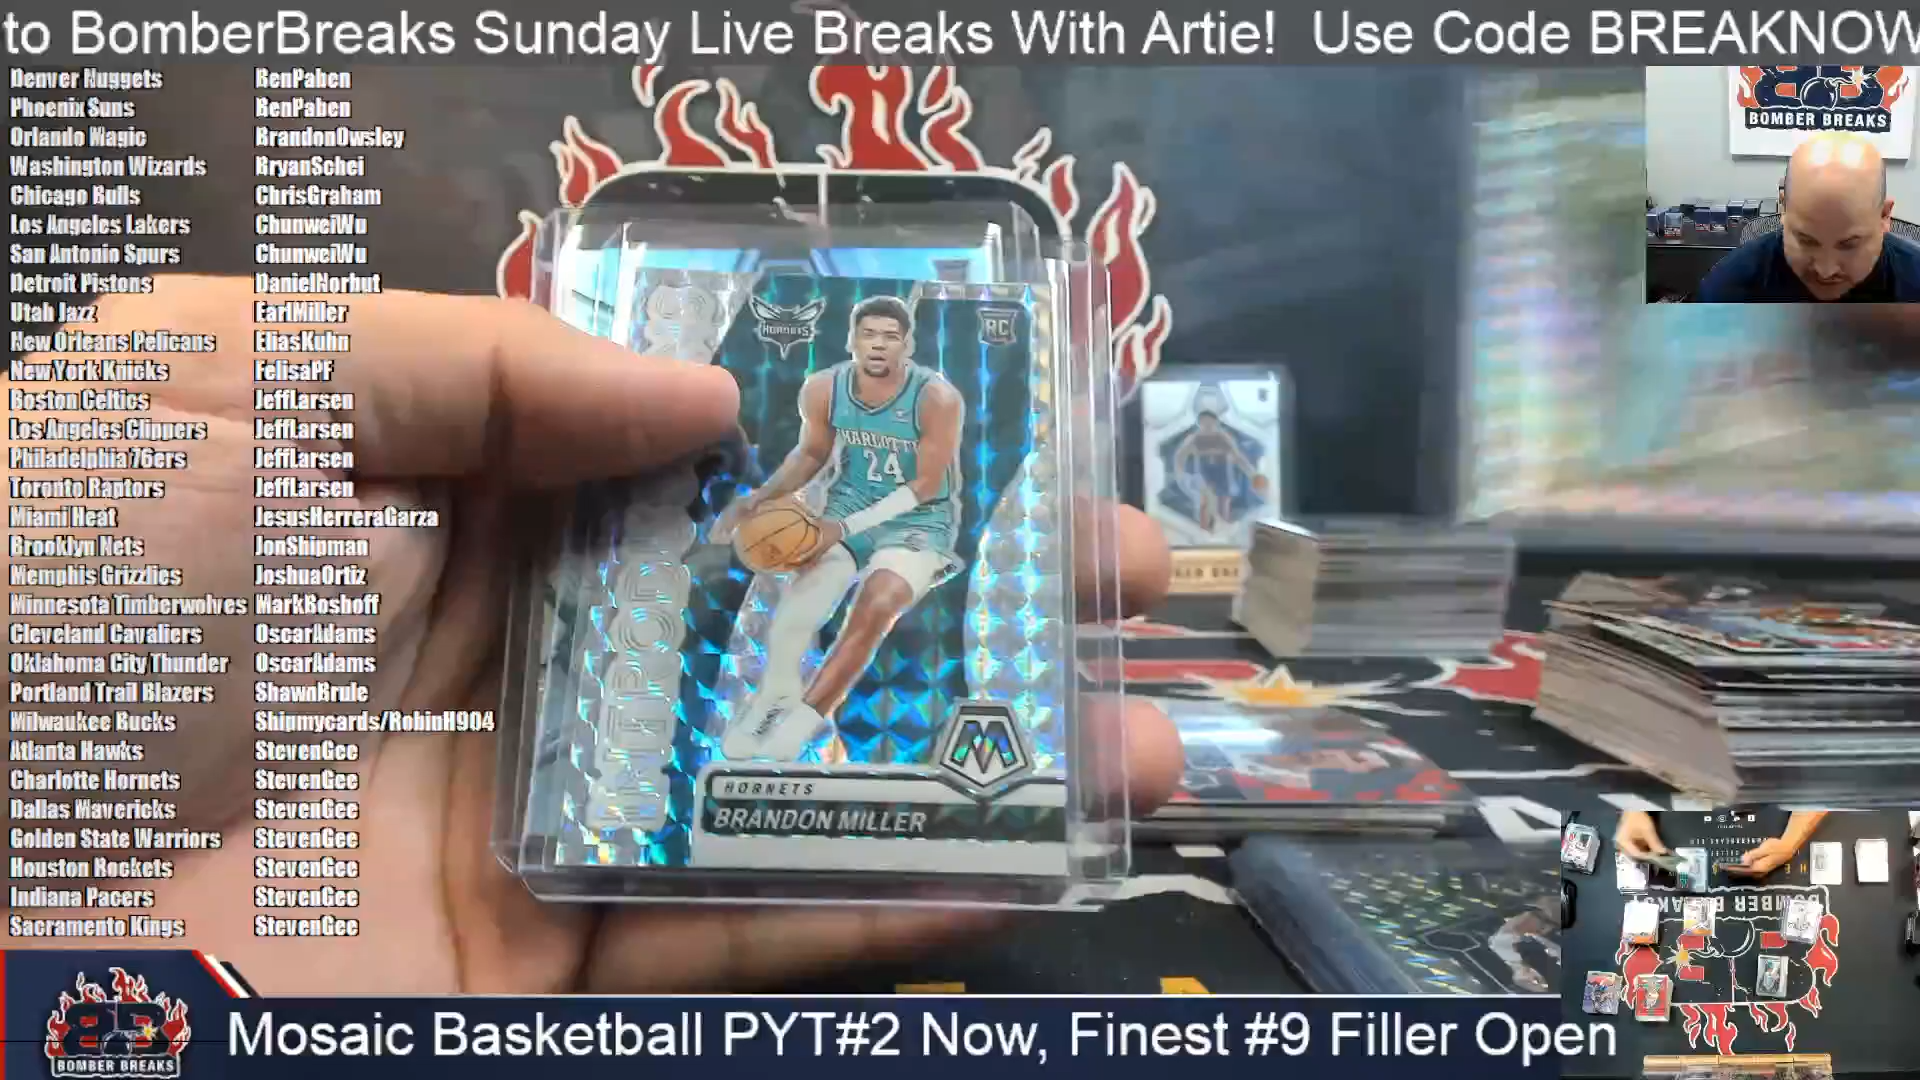 to BomberBreaks Sunday Live Breaks With Artie! Use Code BREAKNOW
Denver Nuggets BenPaben
Phoenix Suns BenPaben
Orlando Magic BrandonOwsley
Washington Wizards BryanSchei
Chicago Bulls ChrisGraham
Los Angeles Lakers ChunweiWu
San Antonio Spurs ChunweiWu
Detroit Pistons DanielNorbut
Utah Jazz EarlMiller
New Orleans Pelicans EliasKuhn
New York Knicks FelisaPF
Boston Celtics JeffLarsen
Los Angeles Clippers JeffLarsen
Philadelphia 76ers JeffLarsen
Toronto Raptors JeffLarsen
Miami Heat JesusHerreraGarza
Brooklyn Nets JonShipman
Memphis Grizzlies JoshuaOrtiz
Minnesota Timberwolves MarkBoshoff
Cleveland Cavaliers OscarAdams
Oklahoma City Thunder OscarAdams
Portland Trail Blazers ShawnBrule
Milwaukee Bucks Shipmycards/RobinH904
Atlanta Hawks StevenGee
Charlotte Hornets StevenGee
Dallas Mavericks StevenGee
Golden State Warriors StevenGee
Houston Rockets StevenGee
Indiana Pacers StevenGee
Sacramento Kings StevenGee
BOMBER BREAKS
HORNETS
RC
CHARLOTTE
24
HORNETS
BRANDON MILLER
BOMBER BREAKS
BB
BOMBER BREAKS
Mosaic Basketball PYT#2 Now, Finest #9 Filler Open